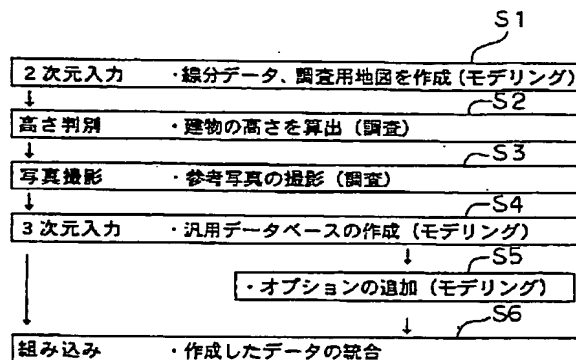 S1
2次元入力 ・線分データ、調査用地図を作成(モデリング)
↓ S2
高さ判別 ・建物の高さを算出(調査)
↓ S3
写真撮影 ・参考写真の撮影(調査)
↓ S4
3次元入力 ・汎用データベースの作成(モデリング)
↓ S5
・オプションの追加(モデリング)
↓ S6
組み込み ・作成したデータの統合